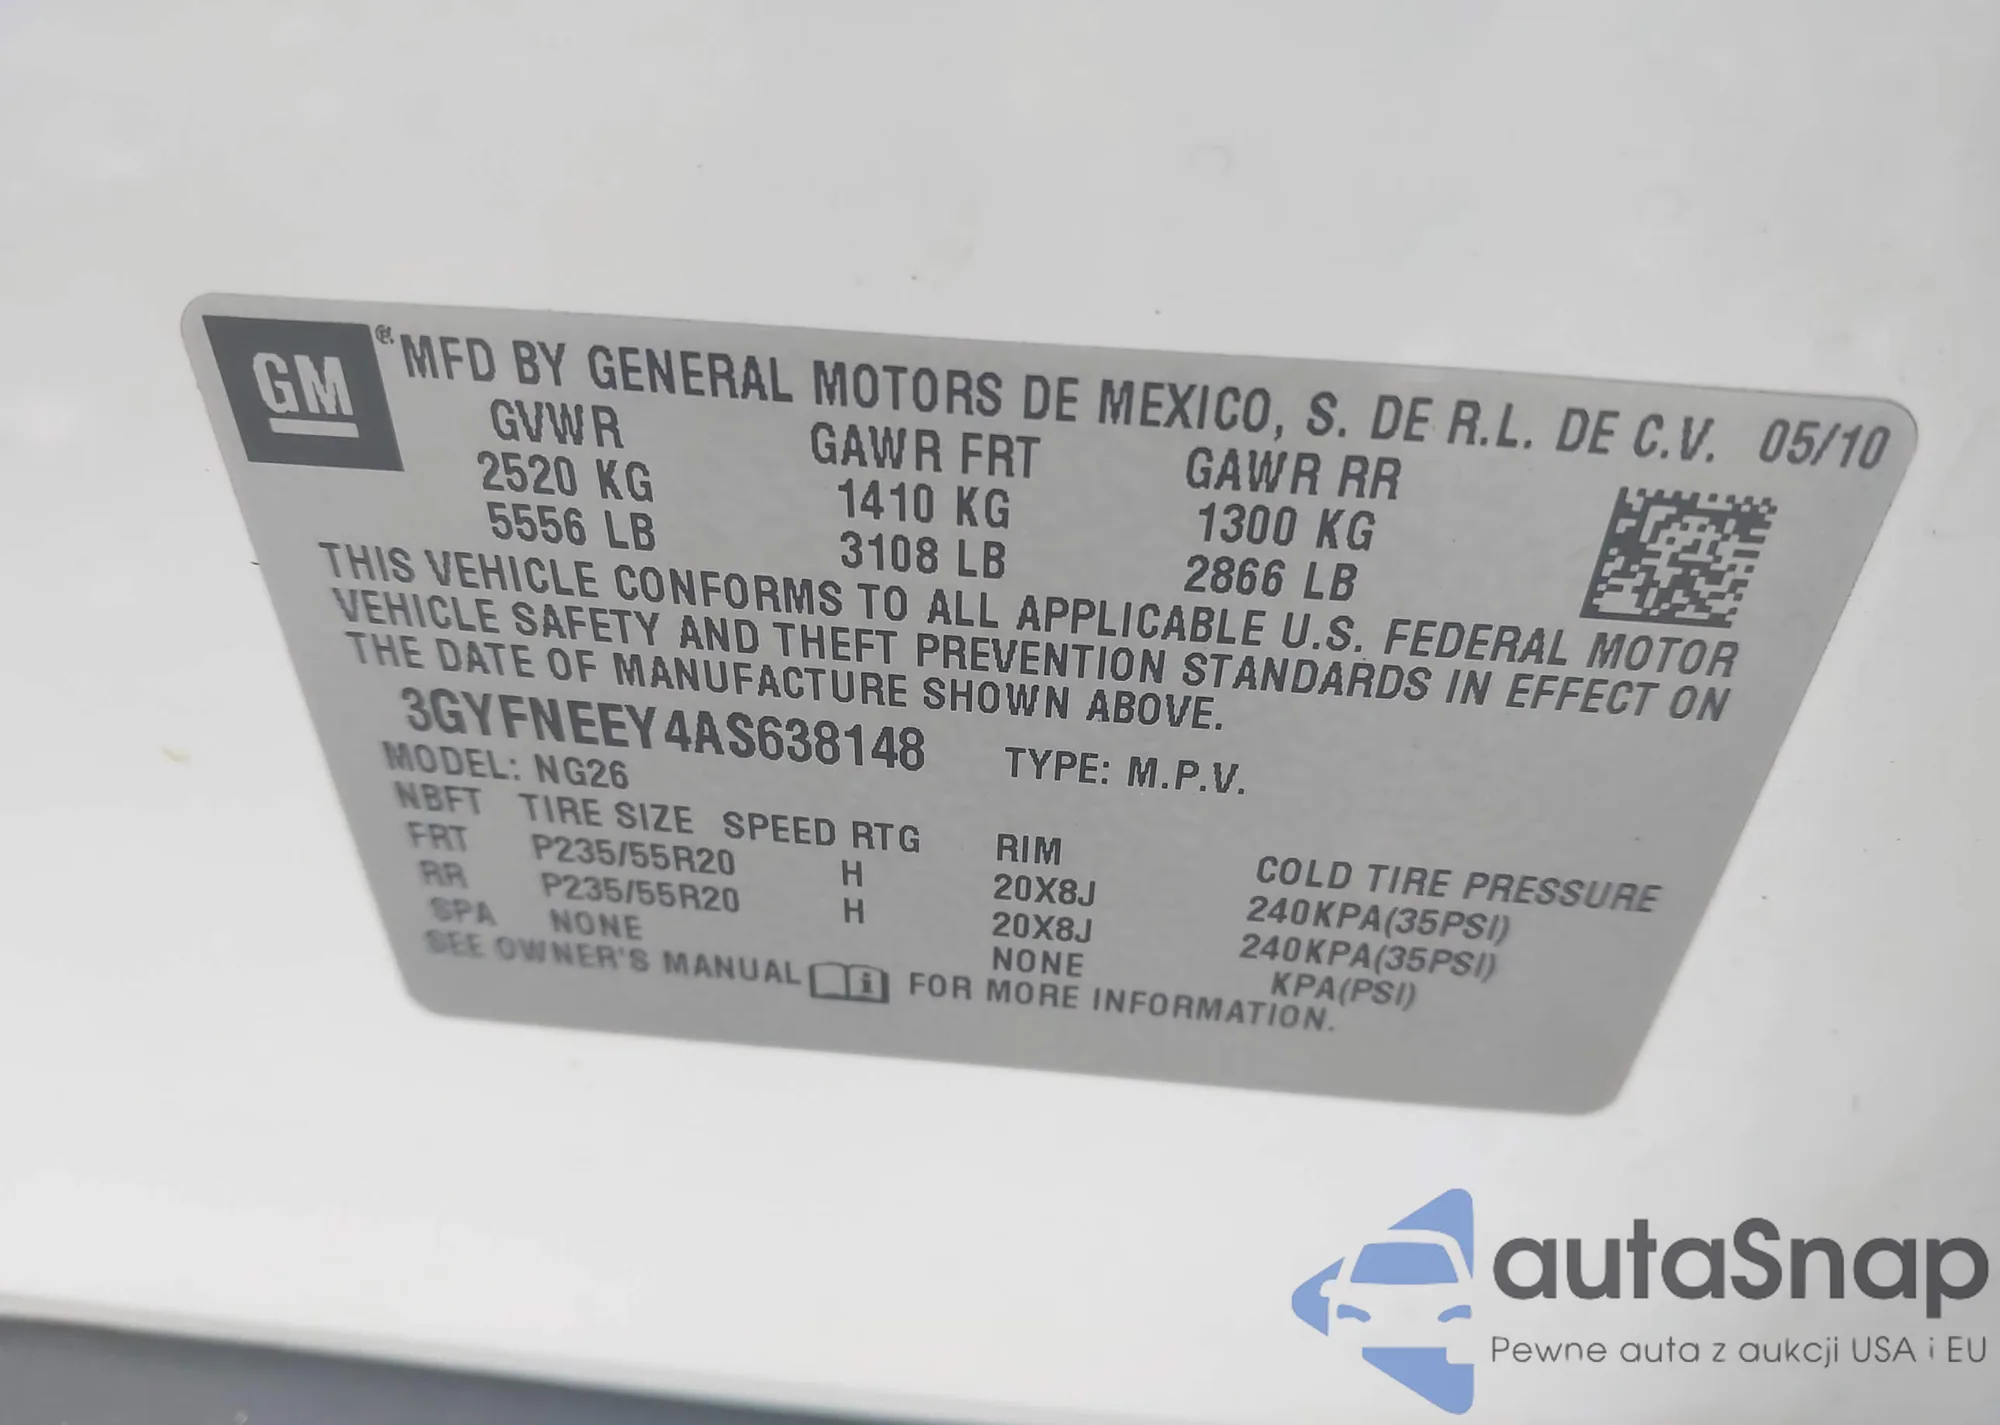 GM ® MFD BY GENERAL MOTORS DE MEXICO, S. DE R.L. DE C.V. 05/10
GVWR GAWR FRT GAWR RR
2520 KG 1410 KG 1300 KG
5556 LB 3108 LB 2866 LB
THIS VEHICLE CONFORMS TO ALL APPLICABLE U.S. FEDERAL MOTOR
VEHICLE SAFETY AND THEFT PREVENTION STANDARDS IN EFFECT ON
THE DATE OF MANUFACTURE SHOWN ABOVE.
3GYFNEEY4AS638148 TYPE: M.P.V.
MODEL: NG26
NBFT TIRE SIZE SPEED RTG RIM COLD TIRE PRESSURE
FRT P235/55R20 H 20X8J 240KPA(35PSI)
RR P235/55R20 H 20X8J 240KPA(35PSI)
SPA NONE NONE KPA(PSI)
SEE OWNER'S MANUAL i FOR MORE INFORMATION.
autaSnap
Pewne auta z aukcji USA i EU